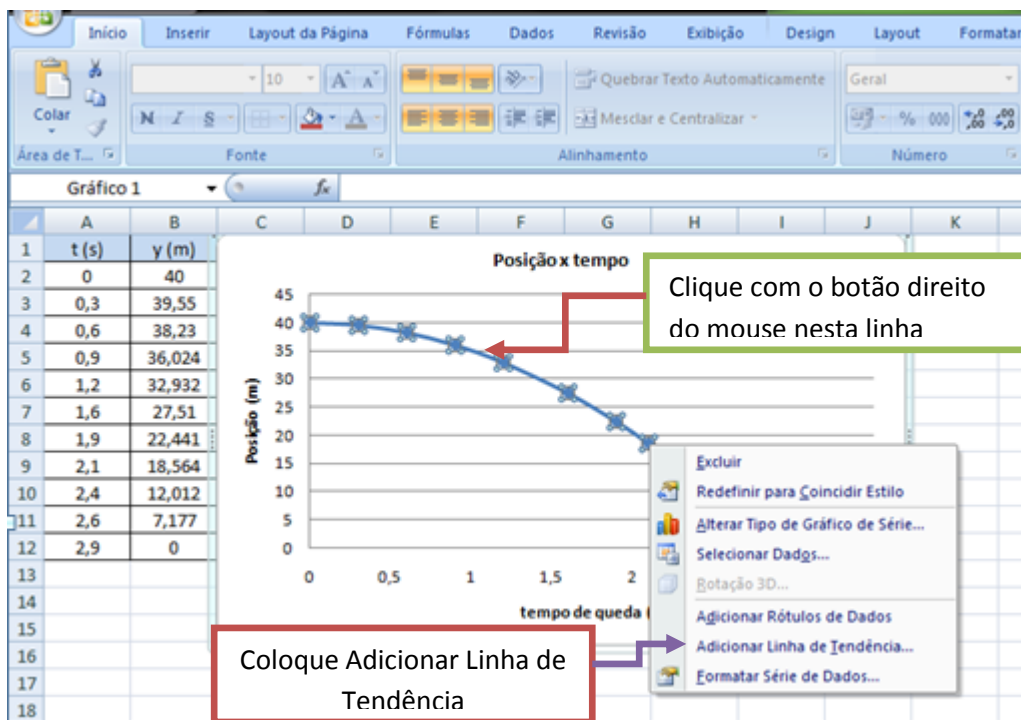 Início Inserir Layout da Página Fórmulas Dados Revisão Exibição Design Layout Formatar
10 A A Quebrar Texto Automaticamente Geral
Colar N I S A Mesclar e Centralizar % 000 ,00 ,00
Área de T... Fonte Alinhamento Número
Gráfico 1 fx
A B C D E F G H I J K
1 t (s) y (m)
2 0 40
3 0,3 39,55
4 0,6 38,23
5 0,9 36,024
6 1,2 32,932
7 1,6 27,51
8 1,9 22,441
9 2,1 18,564
10 2,4 12,012
11 2,6 7,177
12 2,9 0
13
14
15
16
17
18
Posição x tempo
Posição (m)
45
40
35
30
25
20
15
10
5
0
0 0,5 1 1,5 2
tempo de queda (
Clique com o botão direito
do mouse nesta linha
Excluir
Redefinir para Coincidir Estilo
Alterar Tipo de Gráfico de Série...
Selecionar Dados...
Rotação 3D...
Adicionar Rótulos de Dados
Adicionar Linha de Tendência...
Formatar Série de Dados...
Coloque Adicionar Linha de
Tendência